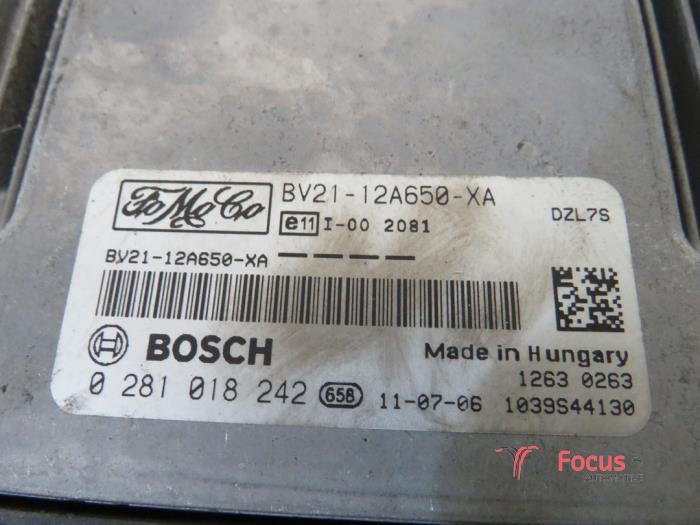 FoMoCo BV21-12A650-XA
e11 I-00 2081 DZL7S
BV21-12A650-XA
BOSCH Made in Hungary
1263 0263
0 281 018 242 658 11-07-06 1039S44130
Focus
AUTOMOTIVE